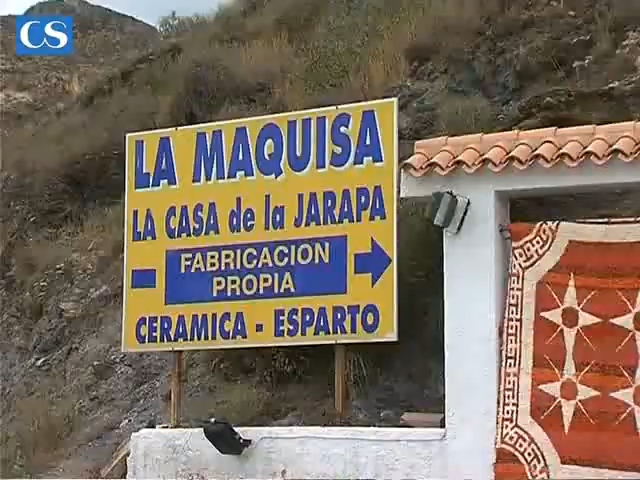 CS
LA MAQUISA
LA CASA de la JARAPA
FABRICACION
PROPIA
CERAMICA - ESPARTO